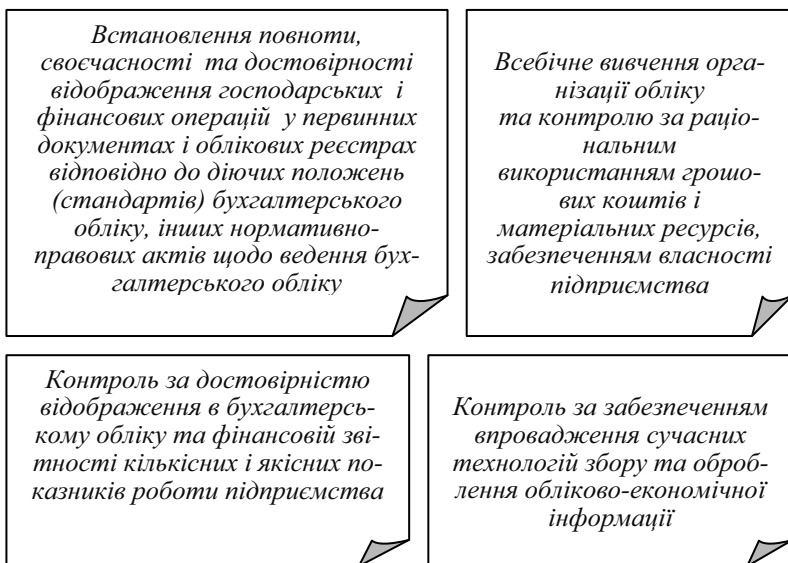 Встановлення повноти,
своєчасності та достовірності
відображення господарських і
фінансових операцій у первинних
документах і облікових реєстрах
відповідно до діючих положень
(стандартів) бухгалтерського
обліку, інших нормативно-
правових актів щодо ведення бух-
галтерського обліку
Всебічне вивчення орга-
нізації обліку
та контролю за раціо-
нальним
використанням грошо-
вих коштів і
матеріальних ресурсів,
забезпеченням власності
підприємства
Контроль за достовірністю
відображення в бухгалтерсь-
кому обліку та фінансовій зві-
тності кількісних і якісних по-
казників роботи підприємства
Контроль за забезпеченням
впровадження сучасних
технологій збору та оброб-
лення обліково-економічної
інформації